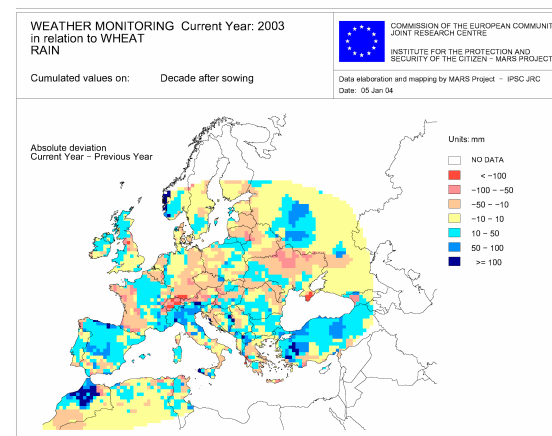 WEATHER MONITORING Current Year: 2003
in relation to WHEAT
RAIN
Cumulated values on: Decade after sowing
COMMISSION OF THE EUROPEAN COMMUNIT
JOINT RESEARCH CENTRE
INSTITUTE FOR THE PROTECTION AND
SECURITY OF THE CITIZEN - MARS PROJECT
Data elaboration and mapping by MARS Project - IPSC JRC
Date: 05 Jan 04
Absolute deviation
Current Year - Previous Year
Units: mm
NO DATA
< -100
-100 - -50
-50 - -10
-10 - 10
10 - 50
50 - 100
>= 100